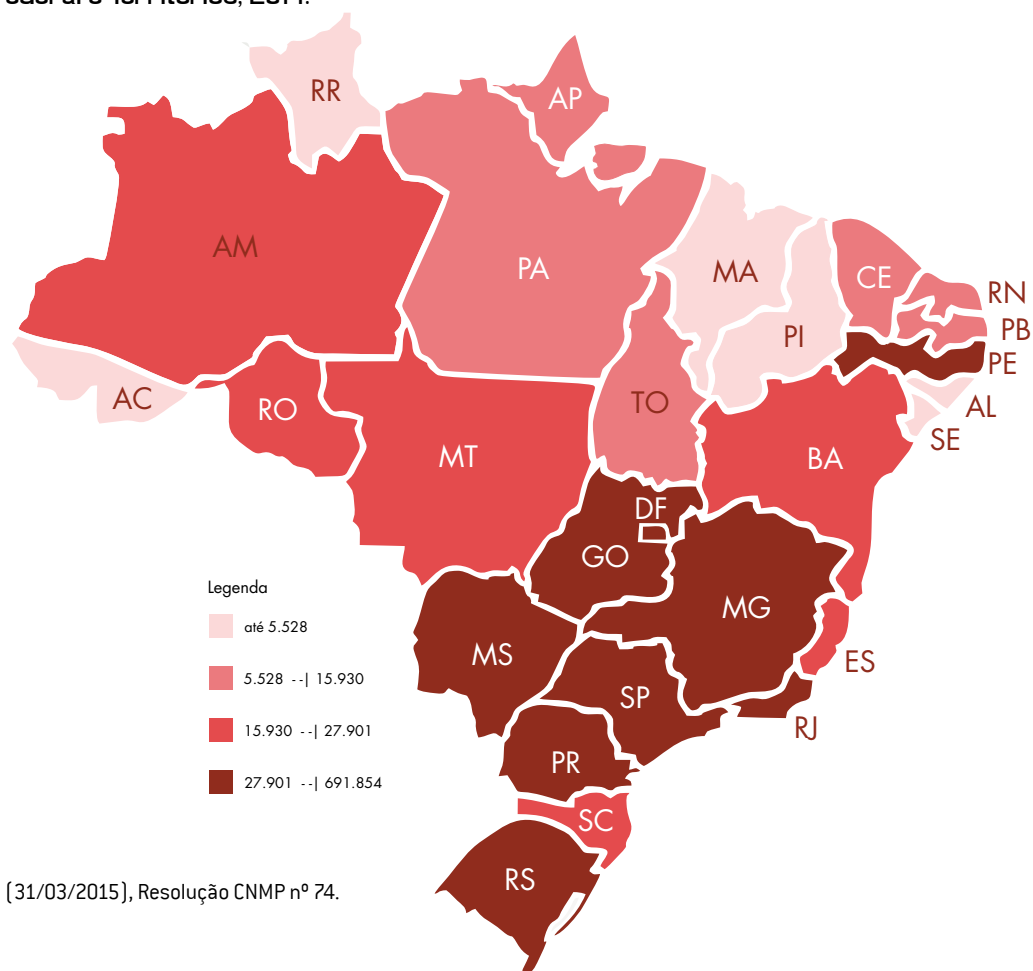 Territórios, 2014.
RR
AP
AM
PA
MA
CE
RN
PI
PB
PE
AC
RO
TO
AL
SE
MT
BA
DF
GO
Legenda
MG
até 5.528
MS
ES
5.528 --| 15.930
SP
RJ
15.930 --| 27.901
PR
27.901 --| 691.854
SC
RS
(31/03/2015), Resolução CNMP nº 74.